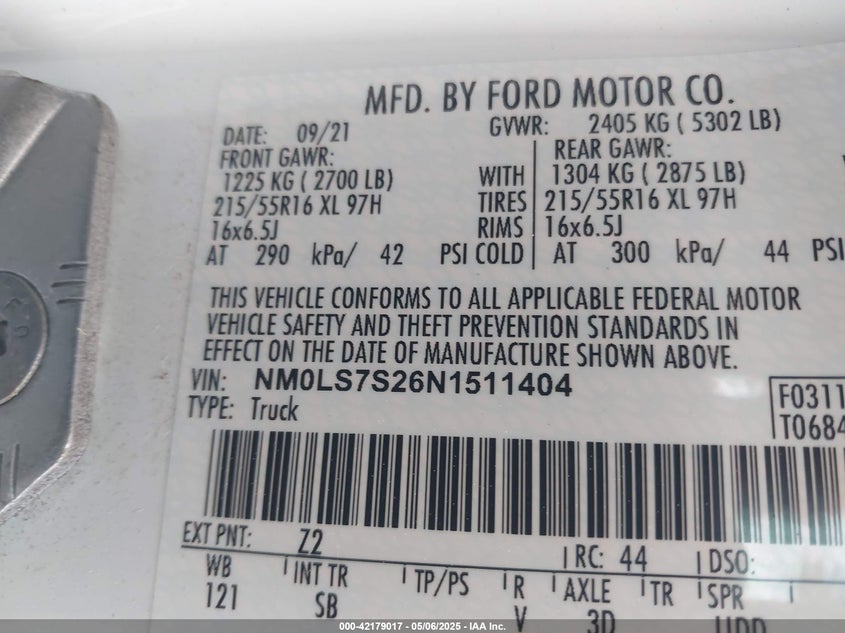 MFD. BY FORD MOTOR CO.
DATE: 09/21 GVWR: 2405 KG ( 5302 LB)
FRONT GAWR: REAR GAWR:
1225 KG ( 2700 LB) WITH 1304 KG ( 2875 LB)
215/55R16 XL 97H TIRES 215/55R16 XL 97H
16x6.5J RIMS 16x6.5J
AT 290 kPa/ 42 PSI COLD AT 300 kPa/ 44 PSI
THIS VEHICLE CONFORMS TO ALL APPLICABLE FEDERAL MOTOR
VEHICLE SAFETY AND THEFT PREVENTION STANDARDS IN
EFFECT ON THE DATE OF MANUFACTURE SHOWN ABOVE.
VIN: NM0LS7S26N1511404
TYPE: Truck
F0311
T0684
EXT PNT: Z2 RC: 44 DSO:
WB INT TR TP/PS R AXLE TR SPR
121 SB V 3D UDD
000-42179017 - 05/06/2025 - IAA Inc.